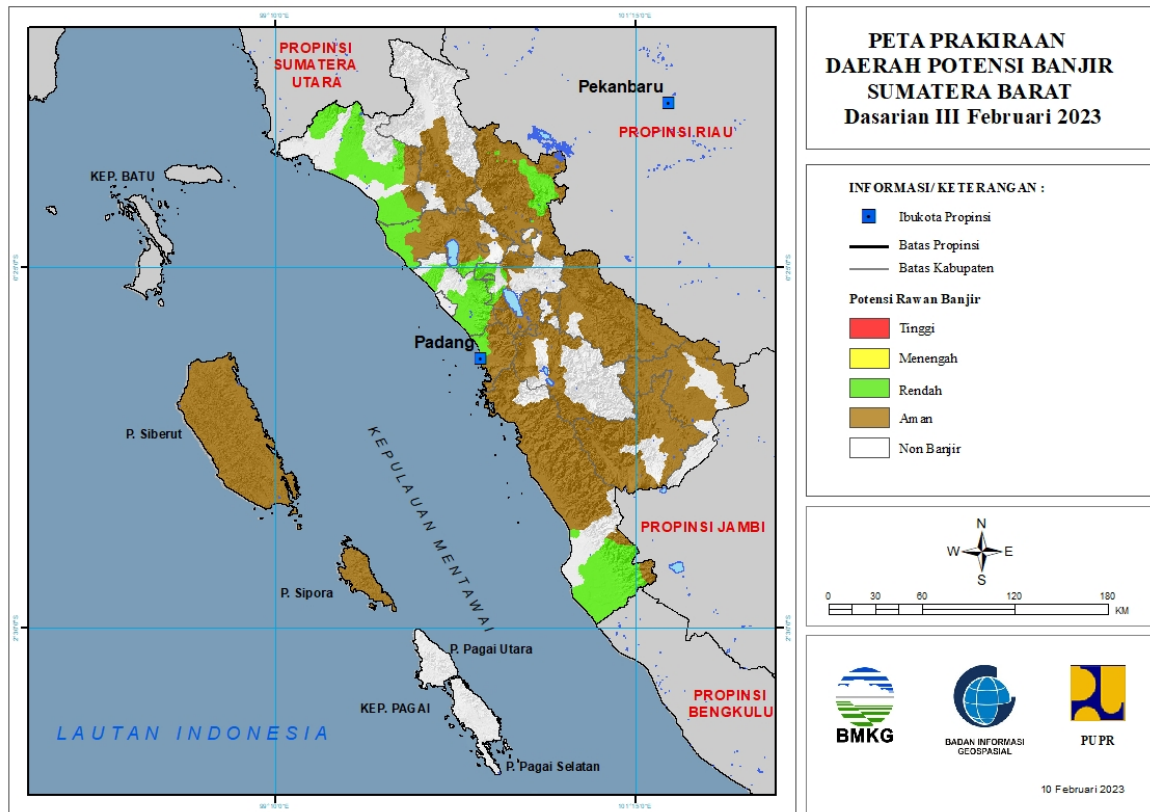 PROPINSI
SUMATERA
UTARA
Pekanbaru
PROPINSI RIAU
KEP. BATU
Padang
P. Siberut
KEPULAUAN MENTAWAI
PROPINSI JAMBI
P. Sipora
P. Pagai Utara
KEP. PAGAI
PROPINSI
BENGKULU
LAUTAN INDONESIA
P. Pagai Selatan
PETA PRAKIRAAN
DAERAH POTENSI BANJIR
SUMATERA BARAT
Dasarian III Februari 2023
INFORMASI/ KETERANGAN :
Ibukota Propinsi
Batas Propinsi
Batas Kabupaten
Potensi Rawan Banjir
Tinggi
Menengah
Rendah
Aman
Non Banjir
N
W E
S
0 30 60 120 180
KM
BMKG
BADAN INFORMASI
GEOSPASIAL
PUPR
10 Februari 2023